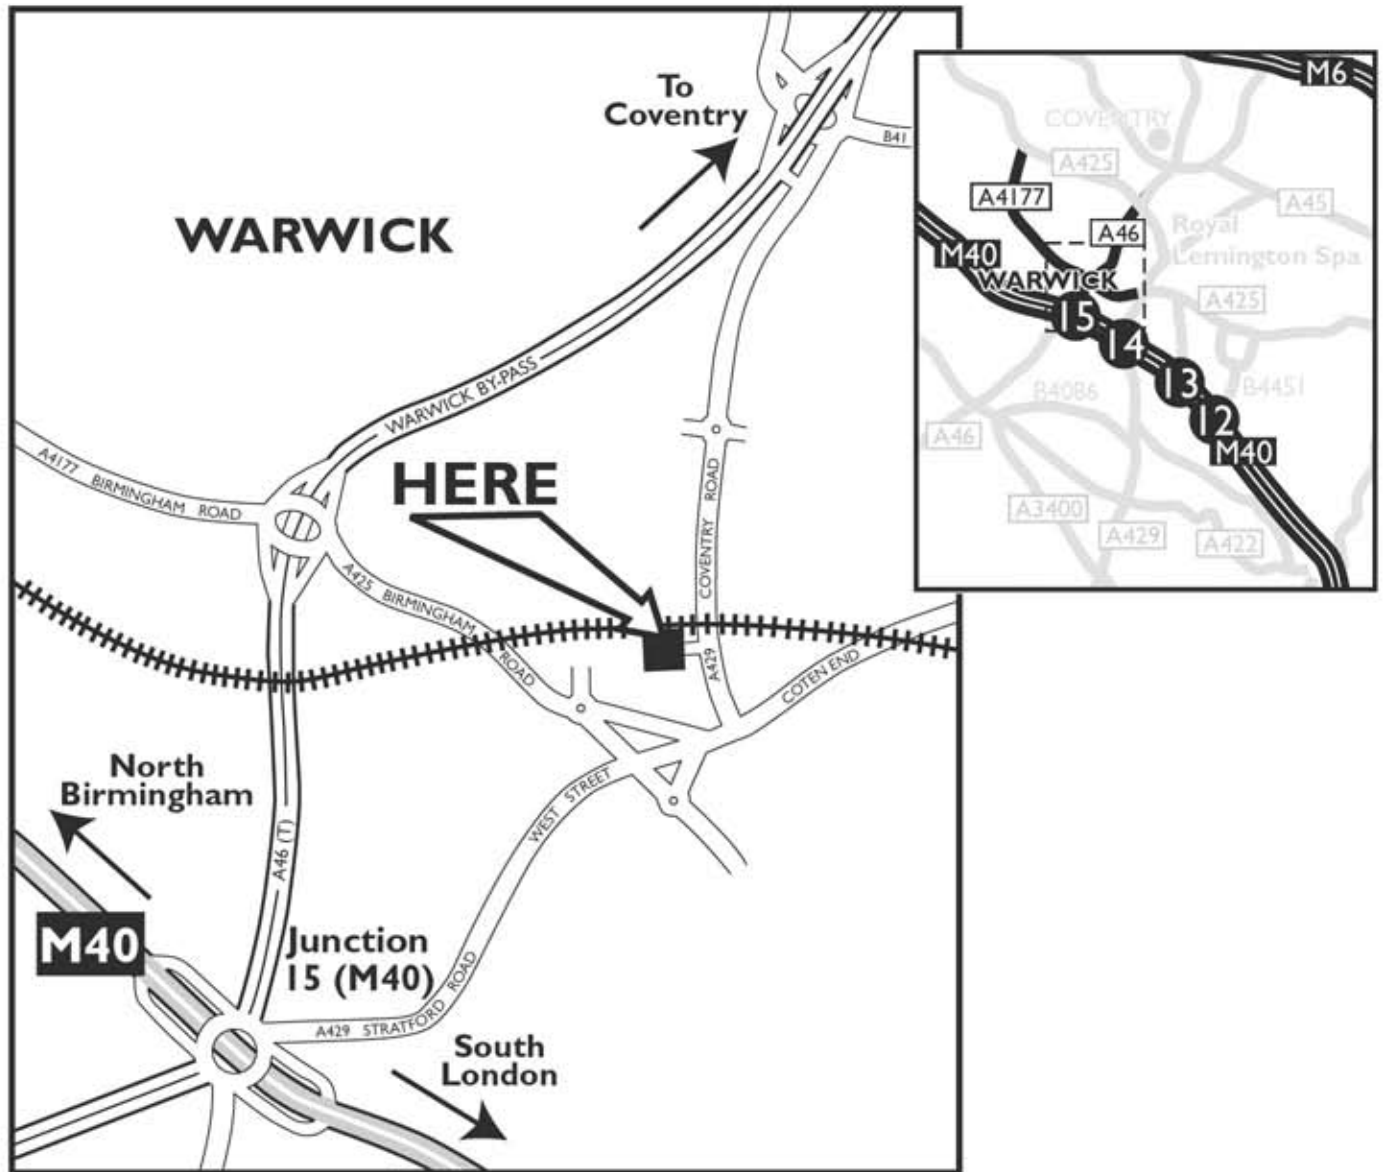 To
Coventry
B41
WARWICK
WARWICK BY-PASS
A4177 BIRMINGHAM ROAD
HERE
COVENTRY ROAD
A425 BIRMINGHAM ROAD
A429
COTEN END
North
Birmingham
WEST STREET
A46 (T)
M40
Junction
15 (M40)
A429 STRATFORD ROAD
South
London
M6
COVENTRY
A425
A4177
A45
A46
Royal
Lemington Spa
M40
WARWICK
A425
15
14
13
12
B4086
B4451
A46
M40
A3400
A429
A422